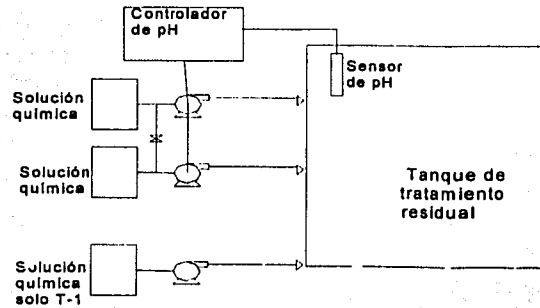 Controlador
de pH
Sensor
de pH
Solución
química
Solución
química
Tanque de
tratamiento
residual
Solución
química
solo T-1